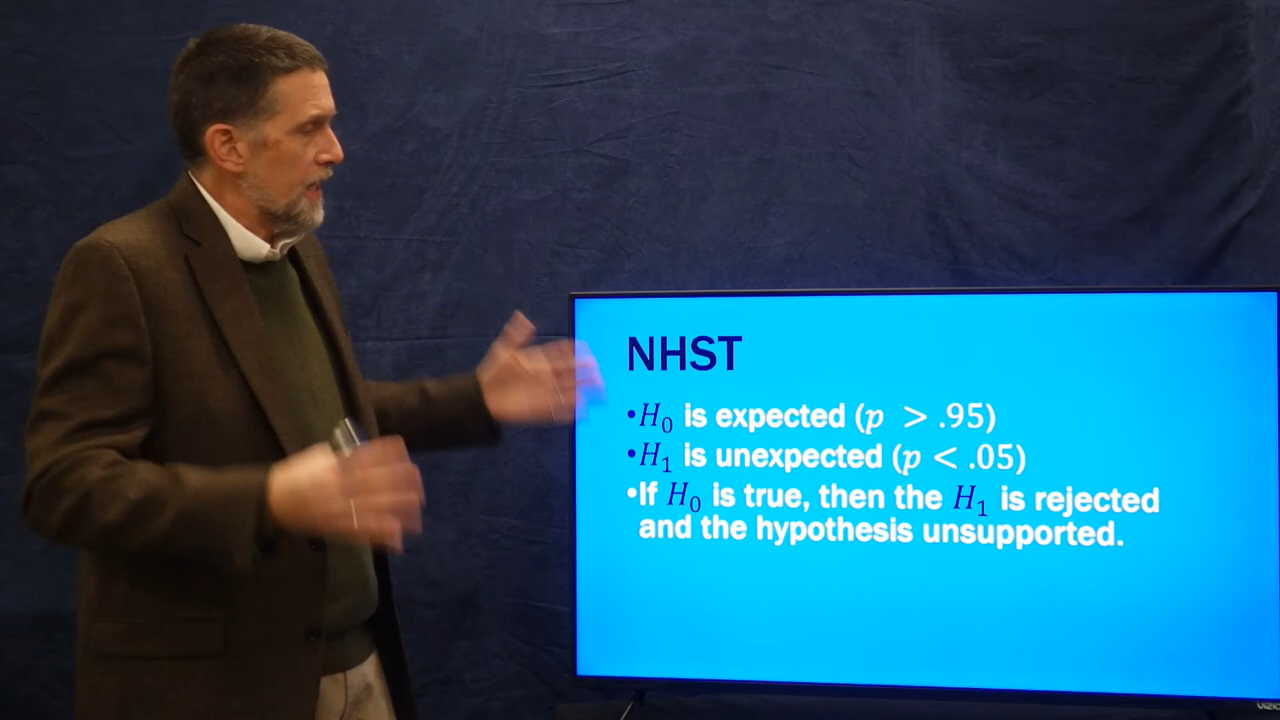 NHST
•H₀ is expected (p > .95)
•H₁ is unexpected (p < .05)
•If H₀ is true, then the H₁ is rejected
and the hypothesis unsupported.
VIZIO